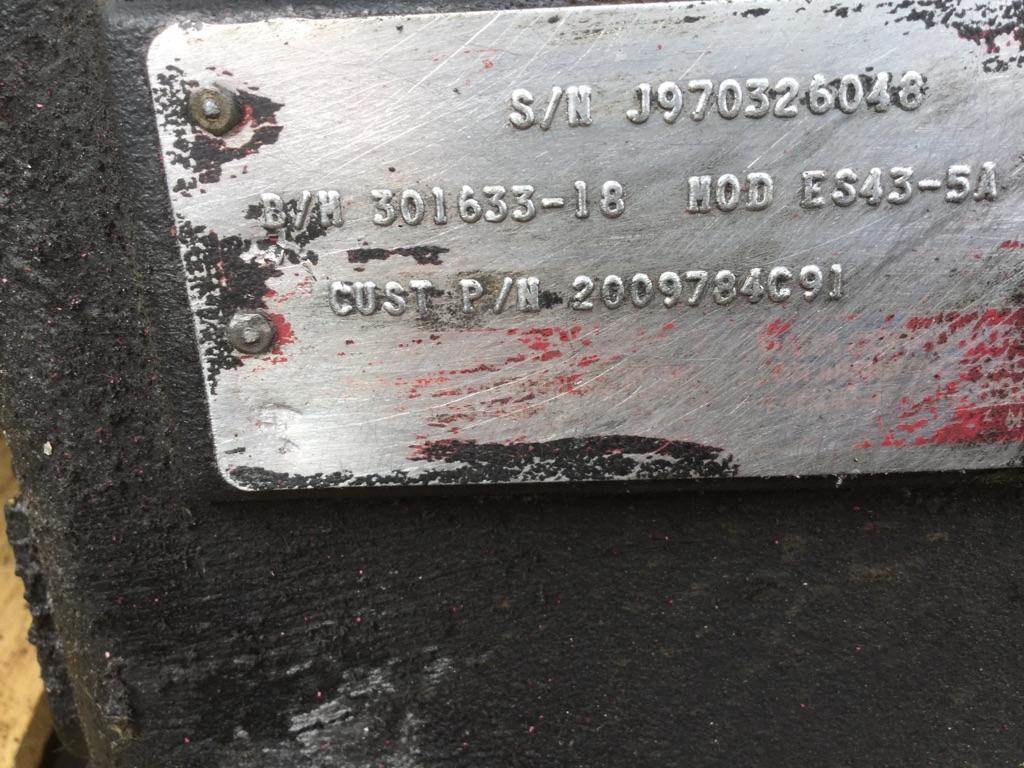 S/N J970326048
B/M 301633-18 MOD ES43-5A
CUST P/N 2009784C91